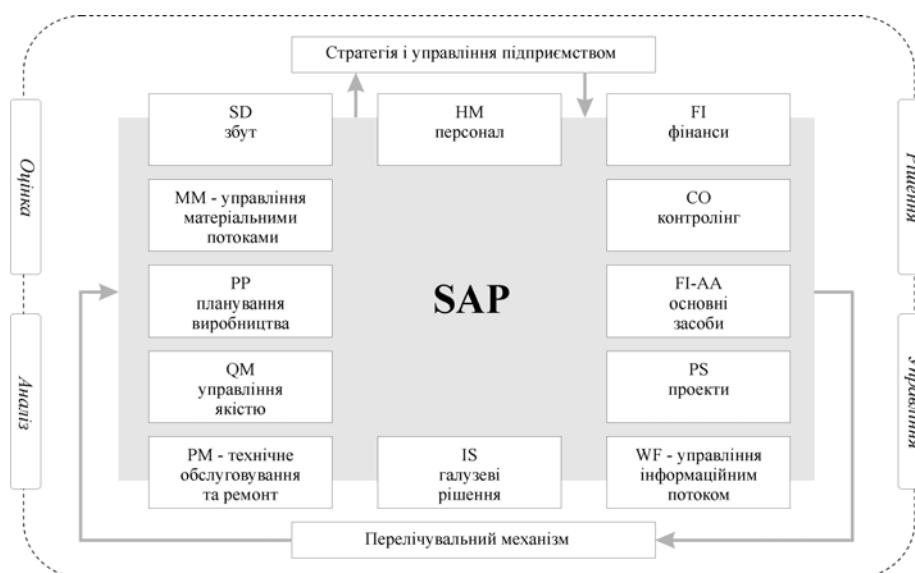 Стратегія і управління підприємством
SD
збут
HM
персонал
FI
фінанси
Оцінка
Рішення
MM - управління
матеріальними
потоками
CO
контролінг
PP
планування
виробництва
SAP
FI-AA
основні
засоби
Аналіз
Управління
QM
управління
якістю
PS
проекти
PM - технічне
обслуговування
та ремонт
IS
галузеві
рішення
WF - управління
інформаційним
потоком
Перелічувальний механізм